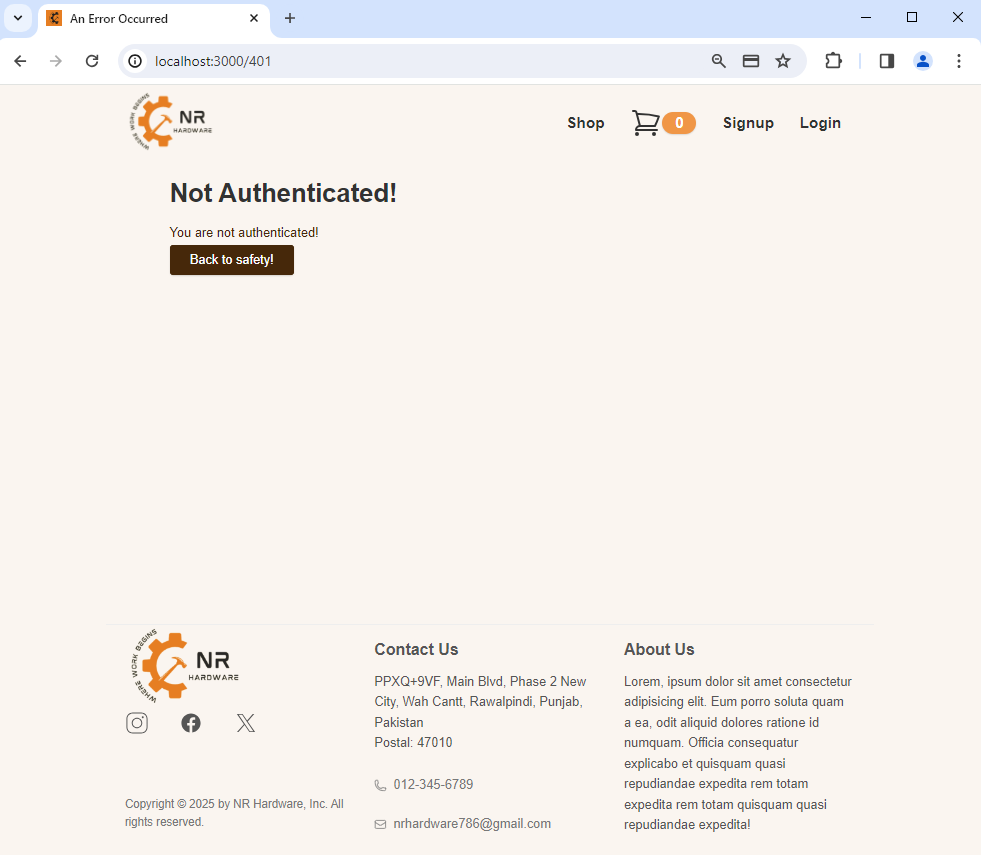 An Error Occurred
localhost:3000/401
WHERE WORK BEGINS
NR
HARDWARE
Shop
0
Signup
Login
Not Authenticated!
You are not authenticated!
Back to safety!
WHERE WORK BEGINS
NR
HARDWARE
Copyright © 2025 by NR Hardware, Inc. All
rights reserved.
Contact Us
PPXQ+9VF, Main Blvd, Phase 2 New
City, Wah Cantt, Rawalpindi, Punjab,
Pakistan
Postal: 47010
012-345-6789
nrhardware786@gmail.com
About Us
Lorem, ipsum dolor sit amet consectetur
adipisicing elit. Eum porro soluta quam
a ea, odit aliquid dolores ratione id
numquam. Officia consequatur
explicabo et quisquam quasi
repudiandae expedita rem totam
expedita rem totam quisquam quasi
repudiandae expedita!